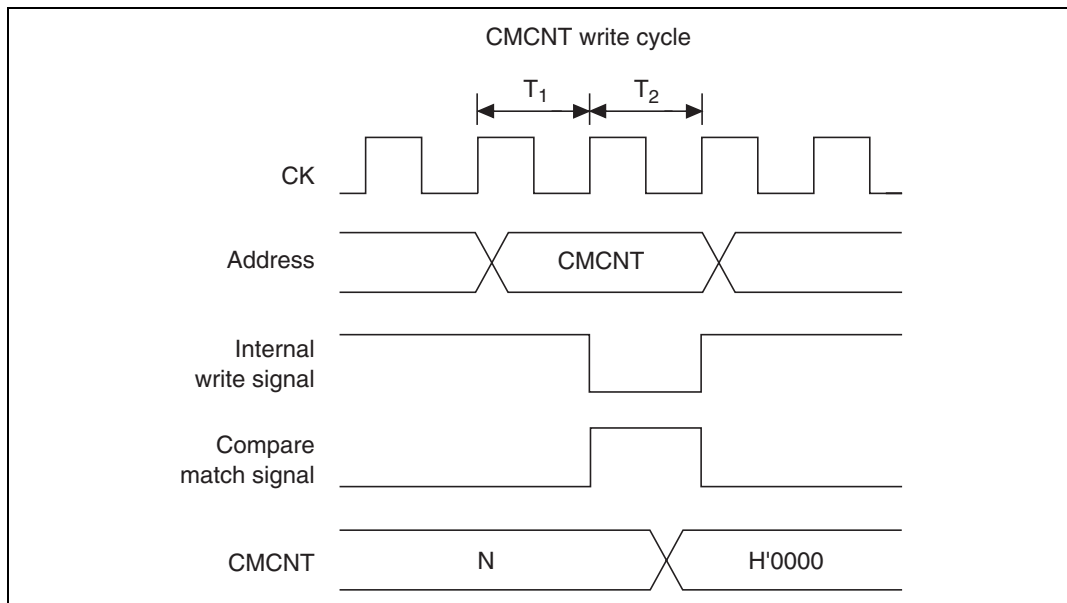 CMCNT write cycle
T1 T2
CK
Address CMCNT
Internal
write signal
Compare
match signal
CMCNT N H'0000